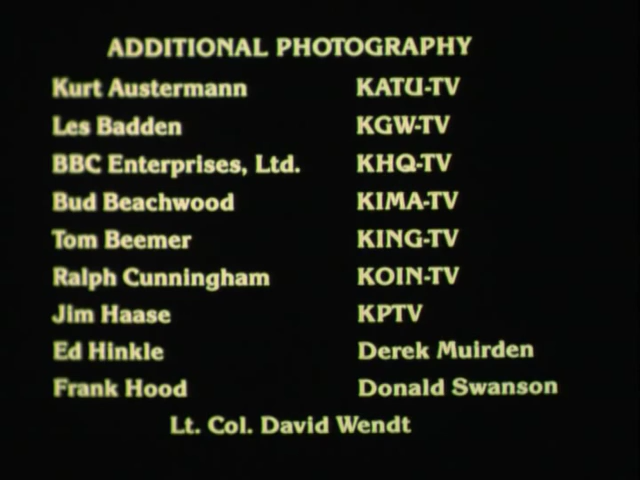 ADDITIONAL PHOTOGRAPHY
Kurt Austermann KATU-TV
Les Badden KGW-TV
BBC Enterprises, Ltd. KHQ-TV
Bud Beachwood KIMA-TV
Tom Beemer KING-TV
Ralph Cunningham KOIN-TV
Jim Haase KPTV
Ed Hinkle Derek Muirden
Frank Hood Donald Swanson
Lt. Col. David Wendt